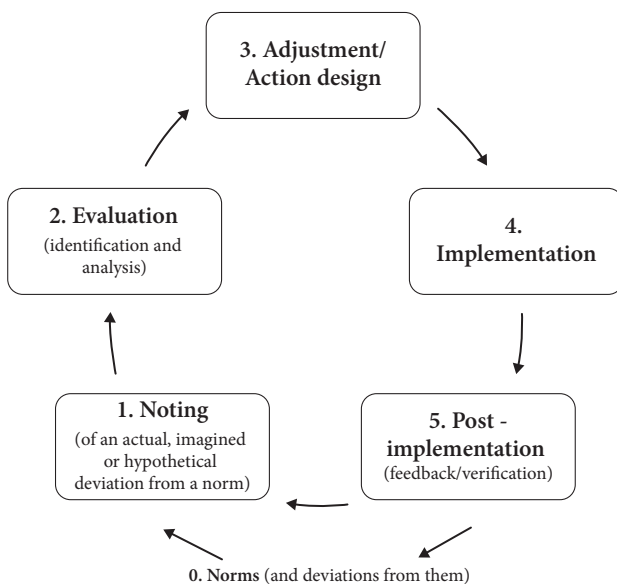 3. Adjustment/
Action design
2. Evaluation
(identification and
analysis)
4.
Implementation
1. Noting
(of an actual, imagined
or hypothetical
deviation from a norm)
5. Post -
implementation
(feedback/verification)
0. Norms (and deviations from them)